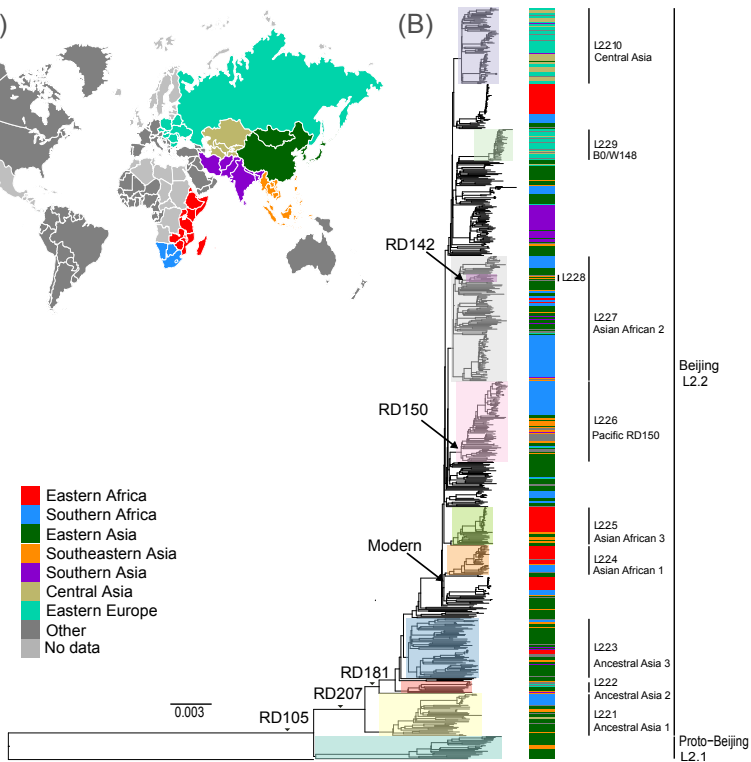 )
(B)
L2210
Central Asia
L229
B0/W148
RD142
L228
L227
Asian African 2
Beijing
L2.2
RD150
L226
Pacific RD150
Eastern Africa
Southern Africa
Eastern Asia
Southeastern Asia
Southern Asia
Central Asia
Eastern Europe
Other
No data
L225
Asian African 3
Modern
L224
Asian African 1
L223
Ancestral Asia 3
RD181
L222
Ancestral Asia 2
RD207
0.003
L221
Ancestral Asia 1
RD105
Proto-Beijing
L2.1